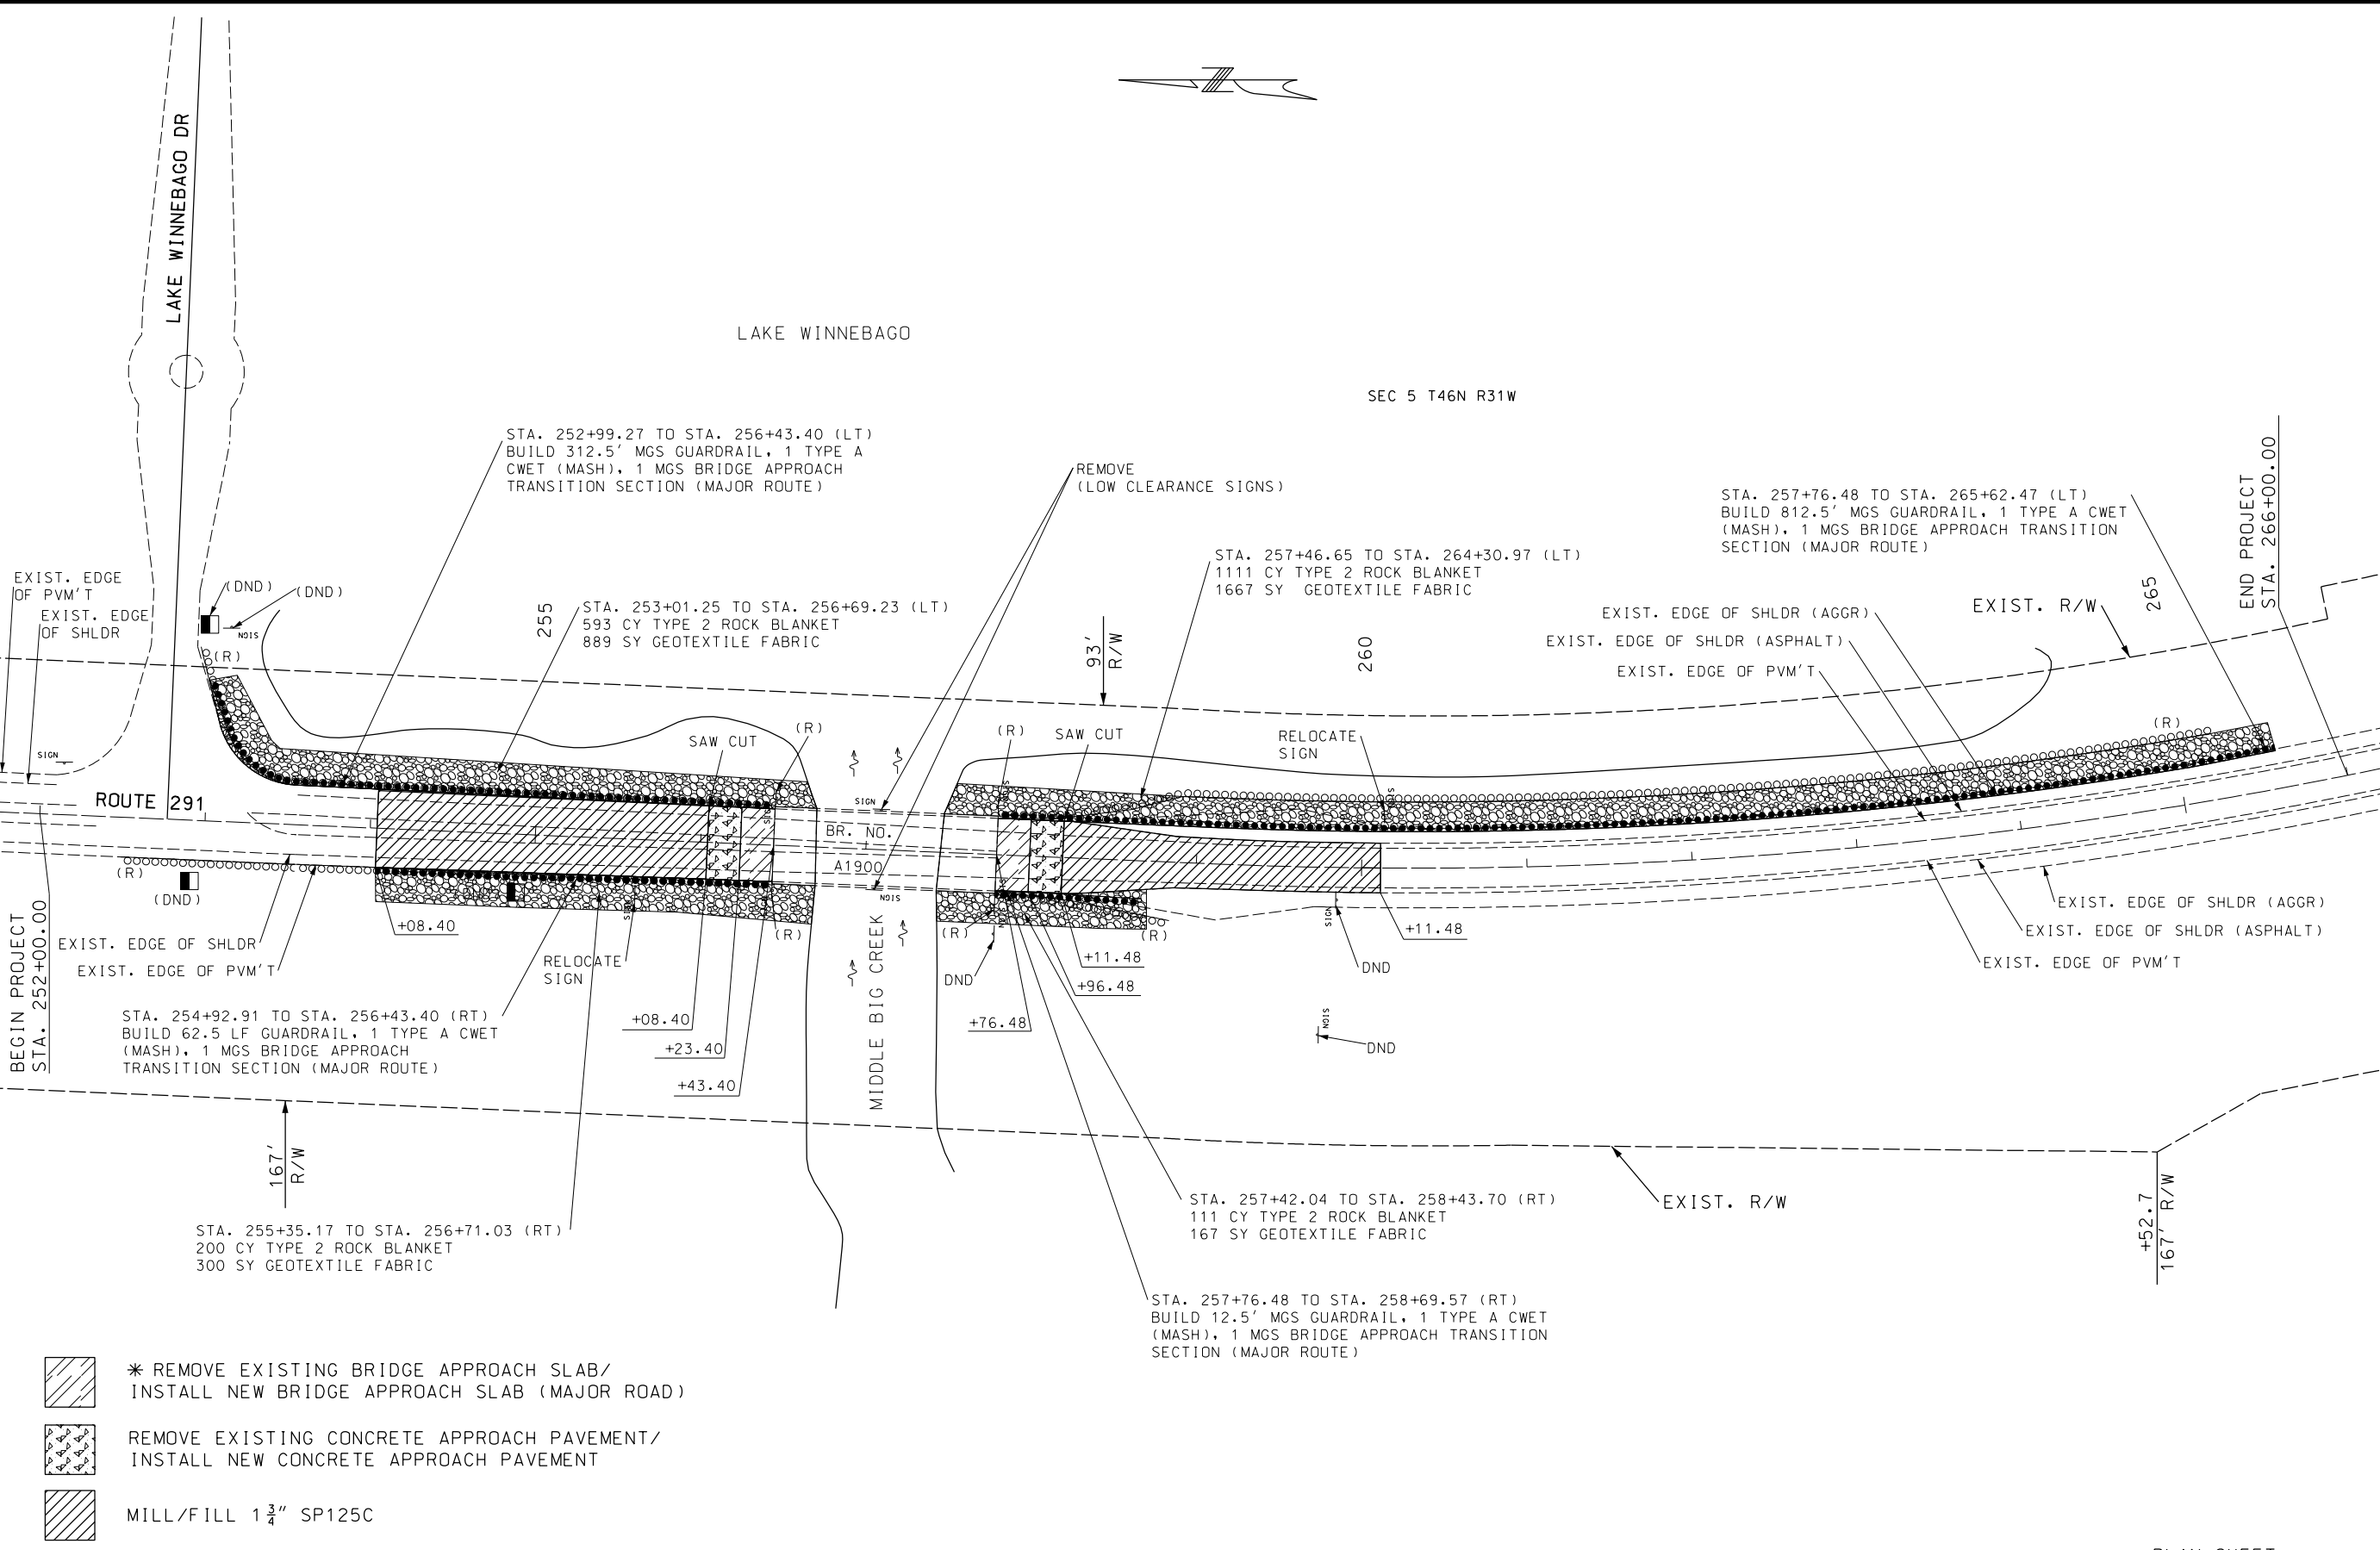 LAKE WINNEBAGO DR
LAKE WINNEBAGO
SEC 5 T46N R31W
STA. 252+99.27 TO STA. 256+43.40 (LT)
BUILD 312.5' MGS GUARDRAIL, 1 TYPE A
CWET (MASH), 1 MGS BRIDGE APPROACH
TRANSITION SECTION (MAJOR ROUTE)
REMOVE
(LOW CLEARANCE SIGNS)
STA. 257+76.48 TO STA. 265+62.47 (LT)
BUILD 812.5' MGS GUARDRAIL, 1 TYPE A CWET
(MASH), 1 MGS BRIDGE APPROACH TRANSITION
SECTION (MAJOR ROUTE)
END PROJECT
STA. 266+00.00
STA. 257+46.65 TO STA. 264+30.97 (LT)
1111 CY TYPE 2 ROCK BLANKET
1667 SY GEOTEXTILE FABRIC
EXIST. EDGE
OF PVM'T
EXIST. EDGE
OF SHLDR
(DND)
(DND)
SIGN
(R)
255
STA. 253+01.25 TO STA. 256+69.23 (LT)
593 CY TYPE 2 ROCK BLANKET
889 SY GEOTEXTILE FABRIC
93'
R/W
260
EXIST. EDGE OF SHLDR (AGGR)
EXIST. EDGE OF SHLDR (ASPHALT)
EXIST. EDGE OF PVM'T
EXIST. R/W
265
SIGN
SAW CUT
(R)
(R)
SAW CUT
RELOCATE
SIGN
(R)
SIGN
SIGN
SIGN
SIGN
ROUTE 291
BR. NO.
A1900
SIGN
(R)
(DND)
SIGN
(R)
(R)
SIGN
(R)
SIGN
+08.40
+11.48
+11.48
+96.48
+76.48
DND
DND
SIGN
DND
EXIST. EDGE OF SHLDR (AGGR)
EXIST. EDGE OF SHLDR (ASPHALT)
EXIST. EDGE OF PVM'T
BEGIN PROJECT
STA. 252+00.00
EXIST. EDGE OF SHLDR
EXIST. EDGE OF PVM'T
RELOCATE
SIGN
MIDDLE BIG CREEK
STA. 254+92.91 TO STA. 256+43.40 (RT)
BUILD 62.5 LF GUARDRAIL, 1 TYPE A CWET
(MASH), 1 MGS BRIDGE APPROACH
TRANSITION SECTION (MAJOR ROUTE)
+08.40
+23.40
+43.40
167'
R/W
STA. 255+35.17 TO STA. 256+71.03 (RT)
200 CY TYPE 2 ROCK BLANKET
300 SY GEOTEXTILE FABRIC
STA. 257+42.04 TO STA. 258+43.70 (RT)
111 CY TYPE 2 ROCK BLANKET
167 SY GEOTEXTILE FABRIC
EXIST. R/W
+52.7
167' R/W
STA. 257+76.48 TO STA. 258+69.57 (RT)
BUILD 12.5' MGS GUARDRAIL, 1 TYPE A CWET
(MASH), 1 MGS BRIDGE APPROACH TRANSITION
SECTION (MAJOR ROUTE)
* REMOVE EXISTING BRIDGE APPROACH SLAB/
INSTALL NEW BRIDGE APPROACH SLAB (MAJOR ROAD)
REMOVE EXISTING CONCRETE APPROACH PAVEMENT/
INSTALL NEW CONCRETE APPROACH PAVEMENT
MILL/FILL 1 3/4" SP125C